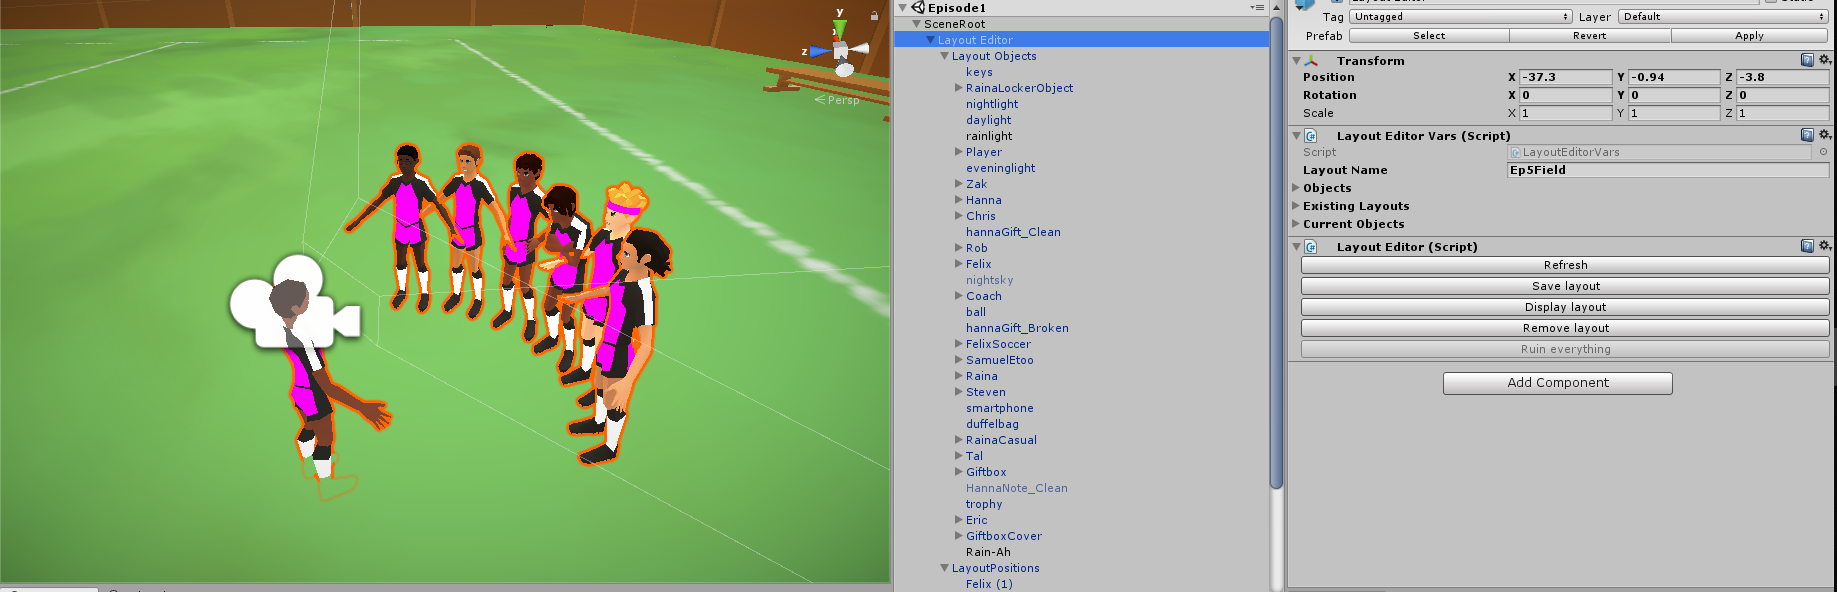 y
z
Persp
Episode1
SceneRoot
Layout Editor
Layout Objects
keys
RainaLockerObject
nightlight
daylight
rainlight
Player
eveninglight
Zak
Hanna
Chris
hannaGift_Clean
Rob
Felix
nightsky
Coach
ball
hannaGift_Broken
FelixSoccer
SamuelEtoo
Raina
Steven
smartphone
duffelbag
RainaCasual
Tal
Giftbox
HannaNote_Clean
trophy
Eric
GiftboxCover
Rain-Ah
LayoutPositions
Felix (1)
Tag Untagged Layer Default
Prefab Select Revert Apply
Transform
Position X -37.3 Y -0.94 Z -3.8
Rotation X 0 Y 0 Z 0
Scale X 1 Y 1 Z 1
Layout Editor Vars (Script)
Script LayoutEditorVars
Layout Name Ep5Field
Objects
Existing Layouts
Current Objects
Layout Editor (Script)
Refresh
Save layout
Display layout
Remove layout
Ruin everything
Add Component